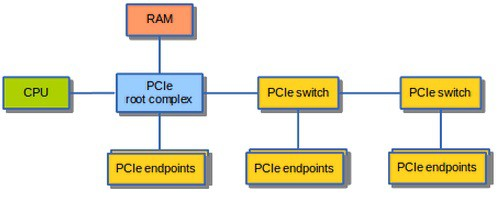 RAM
CPU
PCIe
root complex
PCIe switch
PCIe switch
PCIe endpoints
PCIe endpoints
PCIe endpoints